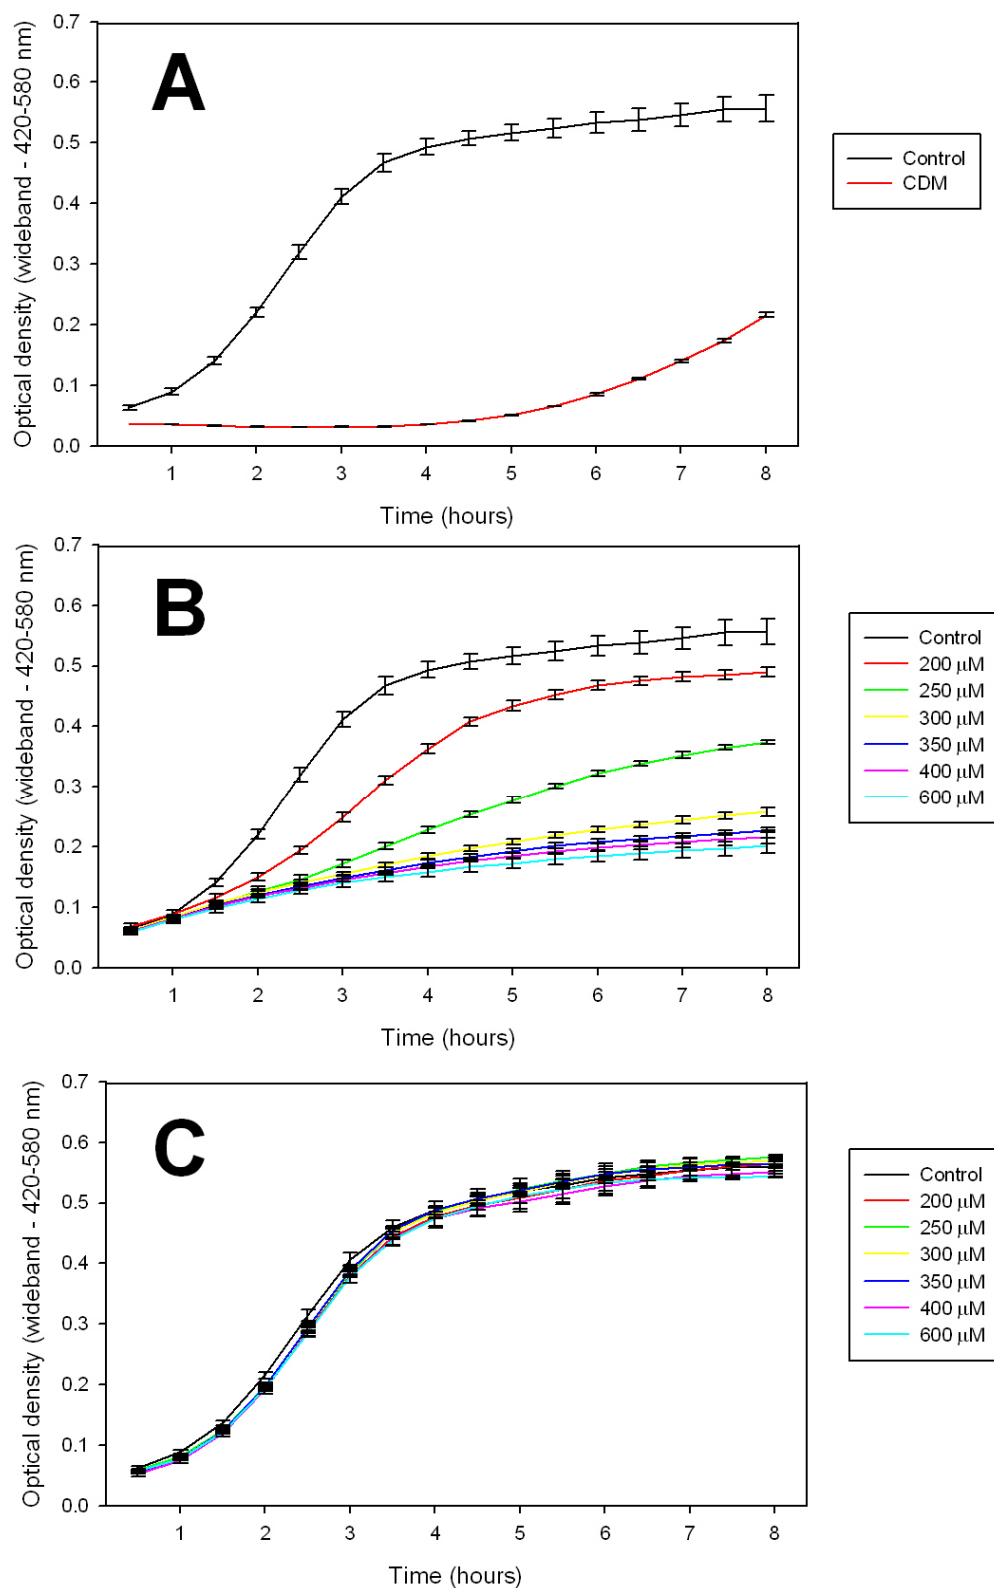 A
Optical density (wideband - 420-580 nm)
0.7
0.6
0.5
0.4
0.3
0.2
0.1
0.0
1 2 3 4 5 6 7 8
Time (hours)
Control
CDM
B
Optical density (wideband - 420-580 nm)
0.7
0.6
0.5
0.4
0.3
0.2
0.1
0.0
1 2 3 4 5 6 7 8
Time (hours)
Control
200 μM
250 μM
300 μM
350 μM
400 μM
600 μM
C
Optical density (wideband - 420-580 nm)
0.7
0.6
0.5
0.4
0.3
0.2
0.1
0.0
1 2 3 4 5 6 7 8
Time (hours)
Control
200 μM
250 μM
300 μM
350 μM
400 μM
600 μM